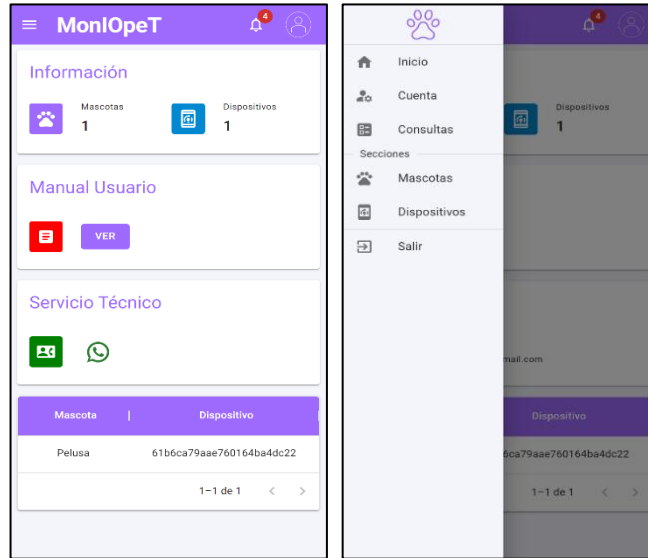 MonIOpeT
4
Información
Mascotas
1
Dispositivos
1
Manual Usuario
VER
Servicio Técnico
Mascota | Dispositivo
Pelusa 61b6ca79aae760164ba4dc22
1–1 de 1 < >
4
Inicio
Cuenta
Consultas
Secciones
Mascotas
Dispositivos
Salir
Dispositivos
1
mail.com
Dispositivo
6ca79aae760164ba4dc22
1–1 de 1 < >